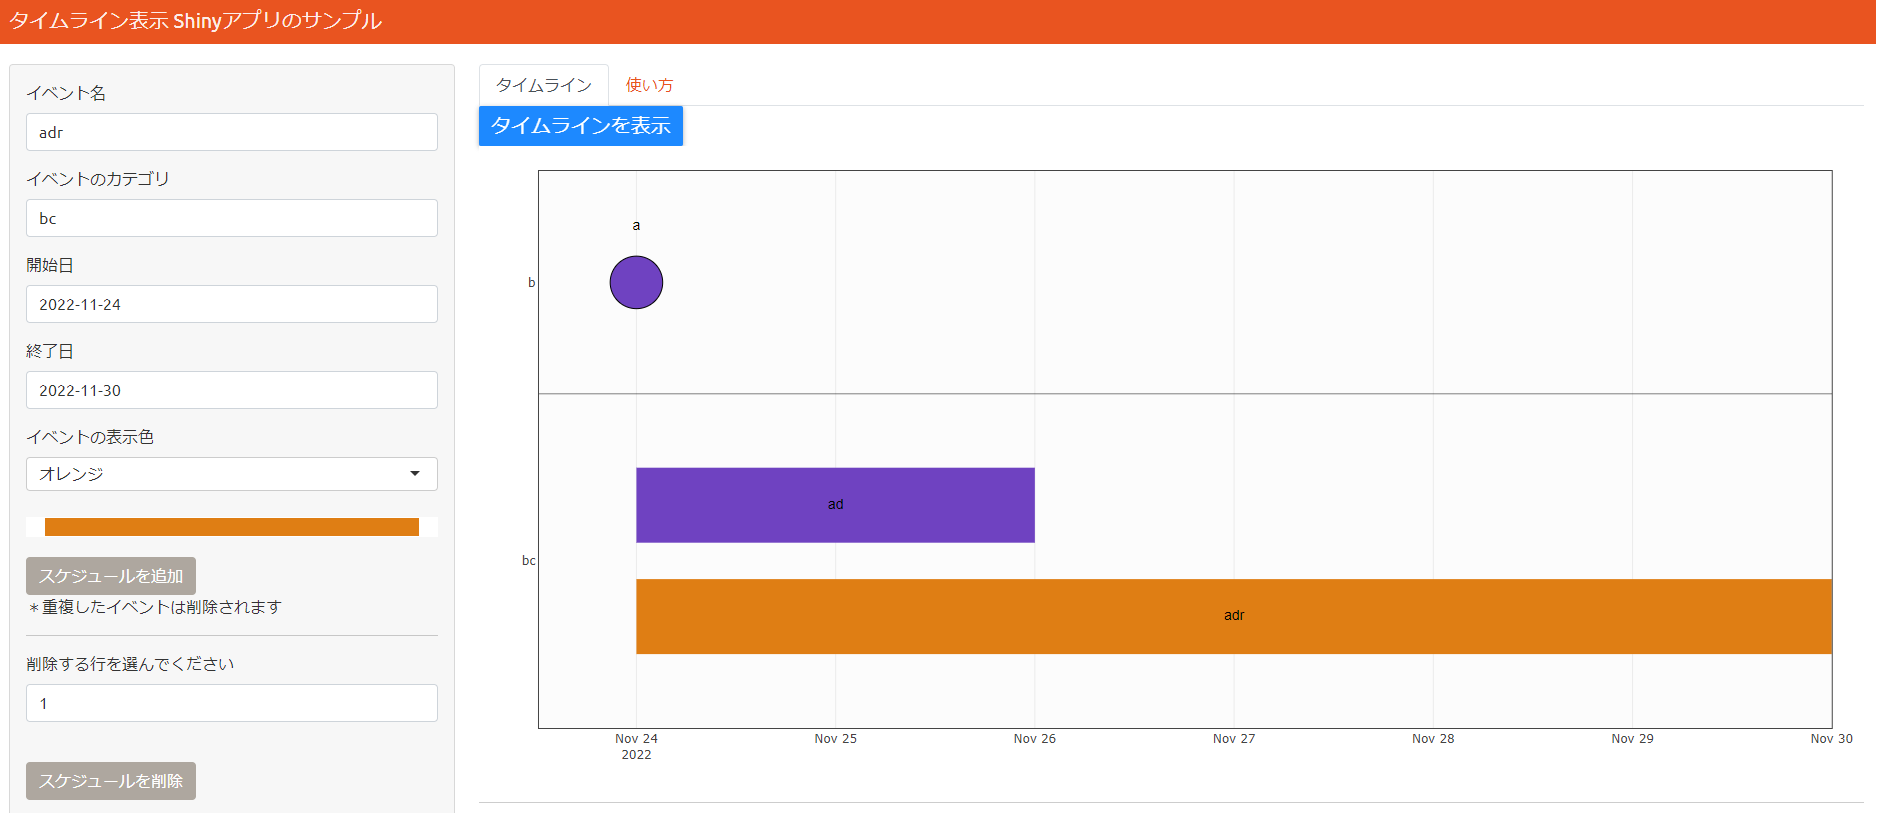 タイムライン表示 Shinyアプリのサンプル
イベント名
adr
イベントのカテゴリ
bc
開始日
2022-11-24
終了日
2022-11-30
イベントの表示色
オレンジ
スケジュールを追加
＊重複したイベントは削除されます
削除する行を選んでください
1
スケジュールを削除
タイムライン 使い方
タイムラインを表示
a
b
ad
bc
adr
Nov 24 Nov 25 Nov 26 Nov 27 Nov 28 Nov 29 Nov 30
2022